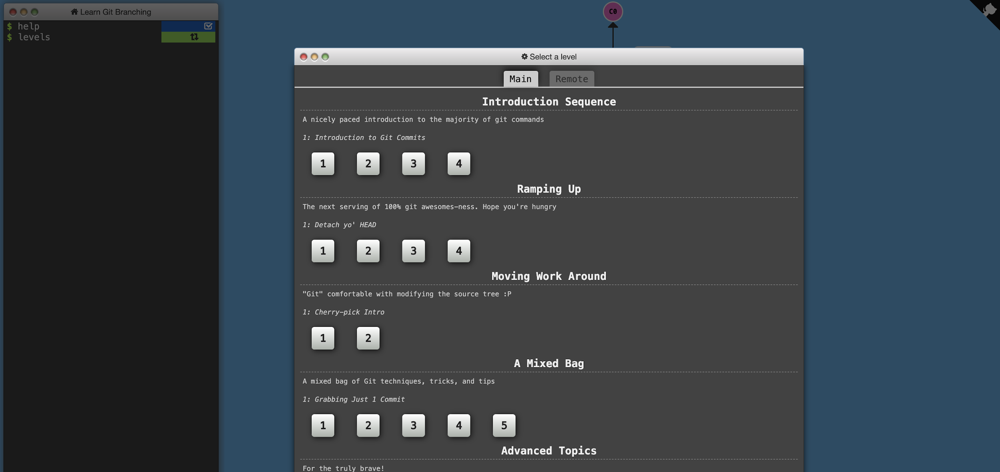 Learn Git Branching
$ help
$ levels
C0
Select a level
Main Remote
Introduction Sequence
A nicely paced introduction to the majority of git commands
1: Introduction to Git Commits
1 2 3 4
Ramping Up
The next serving of 100% git awesomes-ness. Hope you're hungry
1: Detach yo' HEAD
1 2 3 4
Moving Work Around
"Git" comfortable with modifying the source tree :P
1: Cherry-pick Intro
1 2
A Mixed Bag
A mixed bag of Git techniques, tricks, and tips
1: Grabbing Just 1 Commit
1 2 3 4 5
Advanced Topics
For the truly brave!